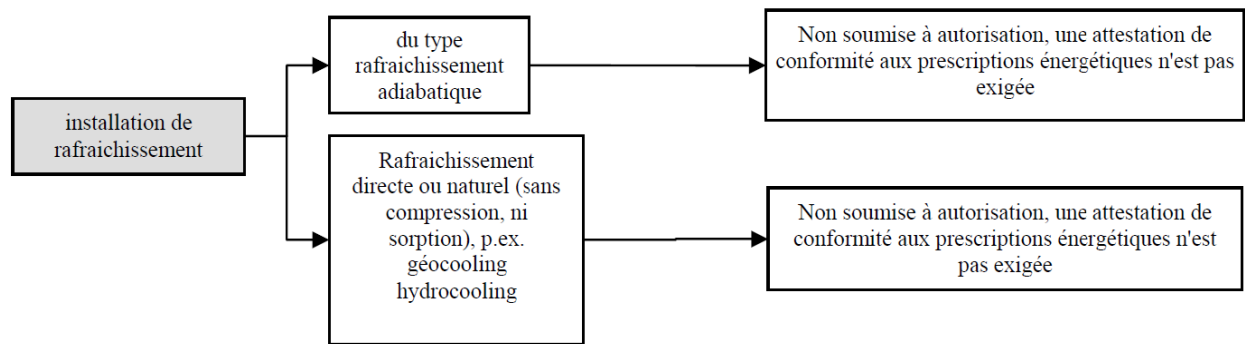 installation de
rafraichissement
du type
rafraichissement
adiabatique
Non soumise à autorisation, une attestation de
conformité aux prescriptions énergétiques n'est pas
exigée
Rafraichissement
directe ou naturel (sans
compression, ni
sorption), p.ex.
géocooling
hydrocooling
Non soumise à autorisation, une attestation de
conformité aux prescriptions énergétiques n'est
pas exigée